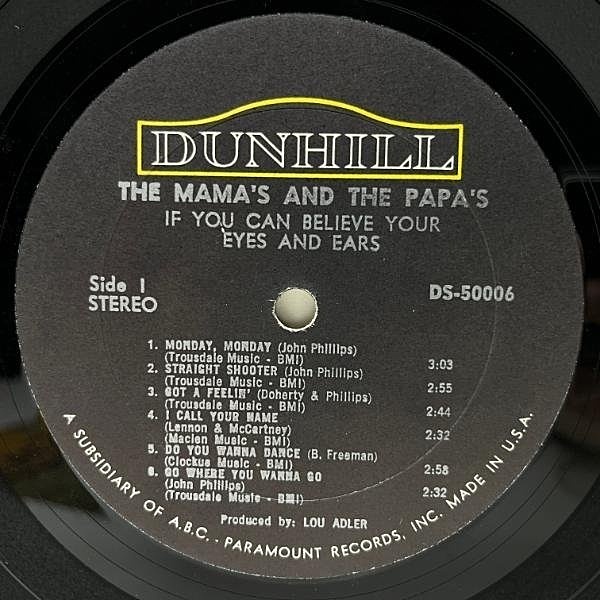 DUNHILL
THE MAMA'S AND THE PAPA'S
IF YOU CAN BELIEVE YOUR
EYES AND EARS
Side 1
STEREO
DS-50006
1. MONDAY, MONDAY (John Phillips)
(Trousdale Music - BMI) 3:03
2. STRAIGHT SHOOTER (John Phillips)
(Trousdale Music - BMI) 2:55
3. GOT A FEELIN' (Doherty & Phillips)
(Trousdale Music - BMI) 2:44
4. I CALL YOUR NAME
(Lennon & McCartney)
(Maclen Music - BMI) 2:32
5. DO YOU WANNA DANCE (B. Freeman)
(Clockus Music - BMI) 2:58
6. GO WHERE YOU WANNA GO
(John Phillips) 2:32
(Trousdale Music - BMI)
Produced by: LOU ADLER
A SUBSIDIARY OF A.B.C. - PARAMOUNT RECORDS, INC. MADE IN U.S.A.